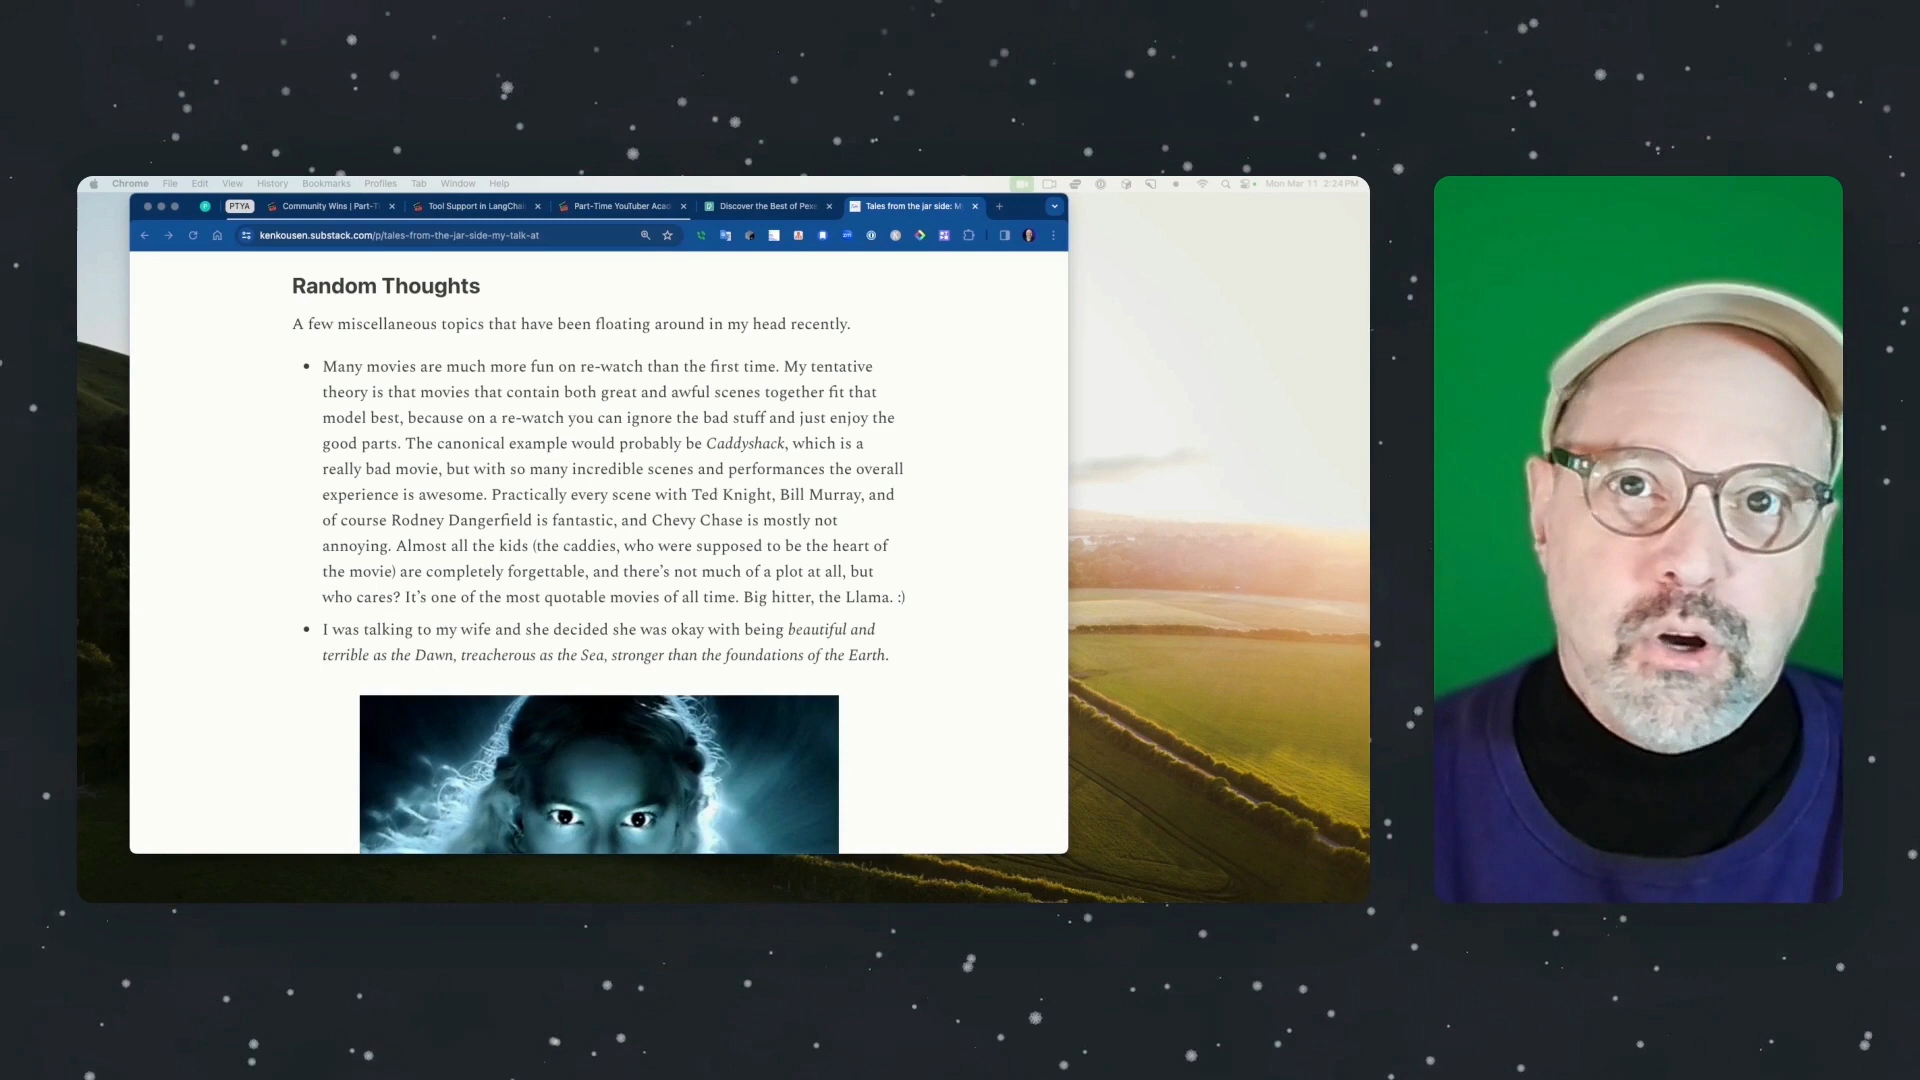 Chrome File Edit View History Bookmarks Profiles Tab Window Help Mon Mar 11 2:24 PM
PTYA Community Wins | Part-T Tool Support in LangChai Part-Time YouTuber Acad Discover the Best of Pexe Tales from the jar side: M
kenkousen.substack.com/p/tales-from-the-jar-side-my-talk-at
Random Thoughts
A few miscellaneous topics that have been floating around in my head recently.
• Many movies are much more fun on re-watch than the first time. My tentative
theory is that movies that contain both great and awful scenes together fit that
model best, because on a re-watch you can ignore the bad stuff and just enjoy the
good parts. The canonical example would probably be Caddyshack, which is a
really bad movie, but with so many incredible scenes and performances the overall
experience is awesome. Practically every scene with Ted Knight, Bill Murray, and
of course Rodney Dangerfield is fantastic, and Chevy Chase is mostly not
annoying. Almost all the kids (the caddies, who were supposed to be the heart of
the movie) are completely forgettable, and there’s not much of a plot at all, but
who cares? It’s one of the most quotable movies of all time. Big hitter, the Llama. :)
• I was talking to my wife and she decided she was okay with being beautiful and
terrible as the Dawn, treacherous as the Sea, stronger than the foundations of the Earth.